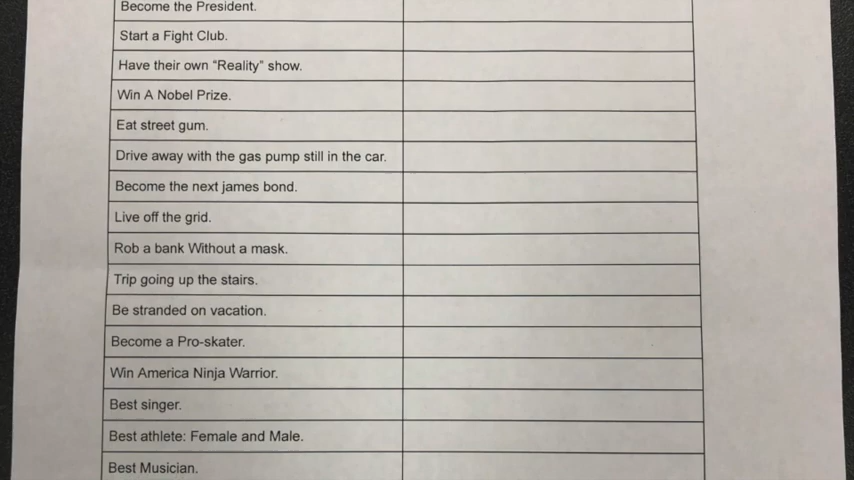 Become the President.
Start a Fight Club.
Have their own “Reality” show.
Win A Nobel Prize.
Eat street gum.
Drive away with the gas pump still in the car.
Become the next james bond.
Live off the grid.
Rob a bank Without a mask.
Trip going up the stairs.
Be stranded on vacation.
Become a Pro-skater.
Win America Ninja Warrior.
Best singer.
Best athlete: Female and Male.
Best Musician.